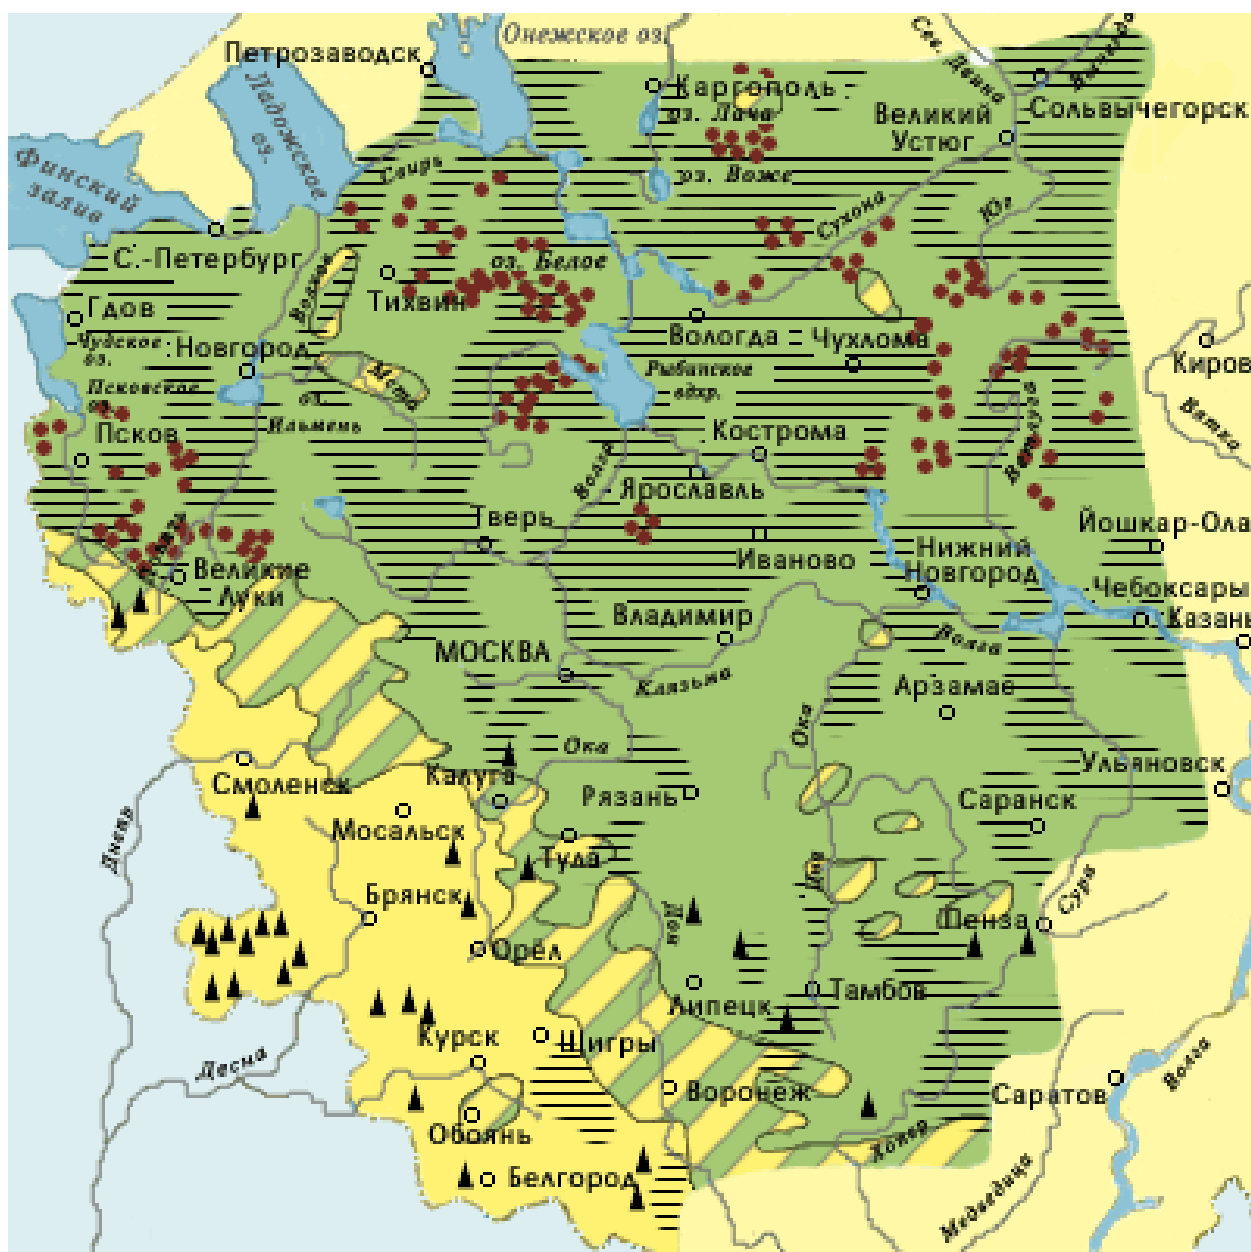 Онежское оз.
Петрозаводск
Сев. Двина
Вычегда
Ладожское
оз.
Каргополь
оз. Лача
Сольвычегорск
Великий
Устюг
Финский
залив
Свирь
оз. Воже
Сухона
Юг
С.-Петербург
оз. Белое
Волхов
Тихвин
Гдов
Чудское
оз.
Новгород
Вологда
Чухлома
Киров
Рыбинское
вдхр.
Мста
Псковское
оз.
оз.
Ильмень
Вятка
Псков
Кострома
Ветлуга
Волга
Ярославль
Тверь
Йошкар-Ола
Иваново
Нижний
Новгород
Великие
Луки
Чебоксары
Казань
Владимир
Волга
МОСКВА
Клязьма
Арзамас
Ока
Ока
Смоленск
Калуга
Ульяновск
Рязань
Саранск
Днепр
Мосальск
Тула
Цна
Брянск
Сура
Дон
Пенза
Орёл
Липецк
Тамбов
Курск
Щигры
Десна
Волга
Воронеж
Саратов
Обоянь
Хопер
Белгород
Медведица